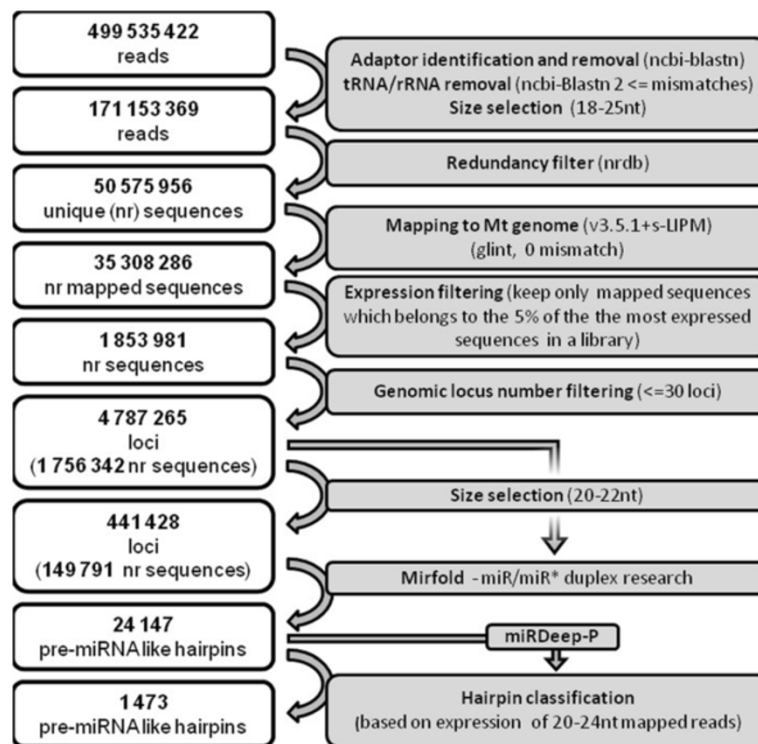 499 535 422
reads
Adaptor identification and removal (ncbi-blastn)
tRNA/rRNA removal (ncbi-Blastn 2 <= mismatches)
Size selection (18-25nt)
171 153 369
reads
Redundancy filter (nrdb)
50 575 956
unique (nr) sequences
Mapping to Mt genome (v3.5.1+s-LIPM)
(glint, 0 mismatch)
35 308 286
nr mapped sequences
Expression filtering (keep only mapped sequences
which belongs to the 5% of the the most expressed
sequences in a library)
1 853 981
nr sequences
Genomic locus number filtering (<=30 loci)
4 787 265
loci
(1 756 342 nr sequences)
Size selection (20-22nt)
441 428
loci
(149 791 nr sequences)
Mirfold - miR/miR* duplex research
24 147
pre-miRNA like hairpins
miRDeep-P
1 473
pre-miRNA like hairpins
Hairpin classification
(based on expression of 20-24nt mapped reads)